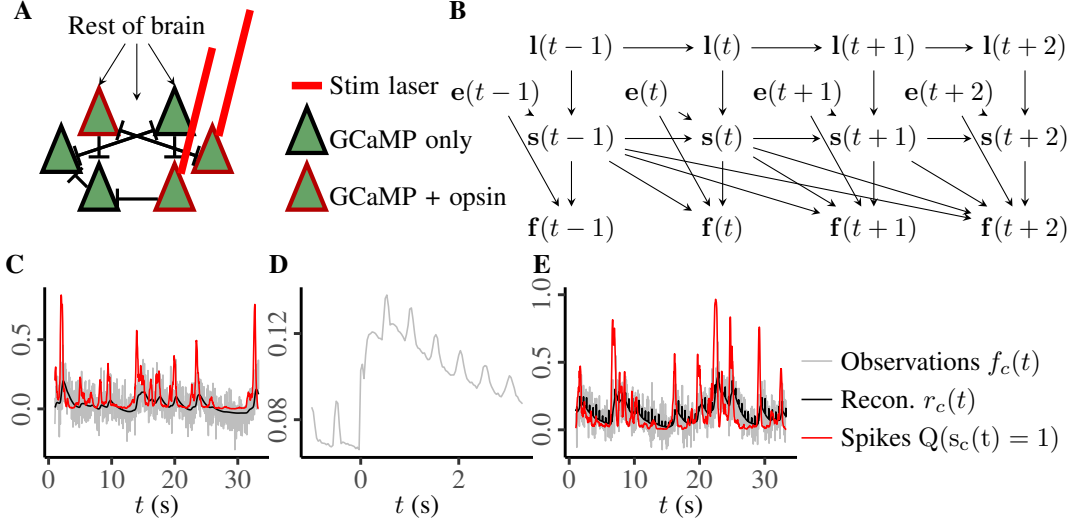 A
Rest of brain
Stim laser
GCaMP only
GCaMP + opsin
B
l(t − 1) l(t) l(t + 1) l(t + 2)
e(t − 1) e(t) e(t + 1) e(t + 2)
s(t − 1) s(t) s(t + 1) s(t + 2)
f(t − 1) f(t) f(t + 1) f(t + 2)
C
0.5
0.0
0 10 20 30
t (s)
D
0.12
0.08
0 2
t (s)
E
1.0
0.5
0.0
0 10 20 30
t (s)
Observations f_c(t)
Recon. r_c(t)
Spikes Q(s_c(t) = 1)